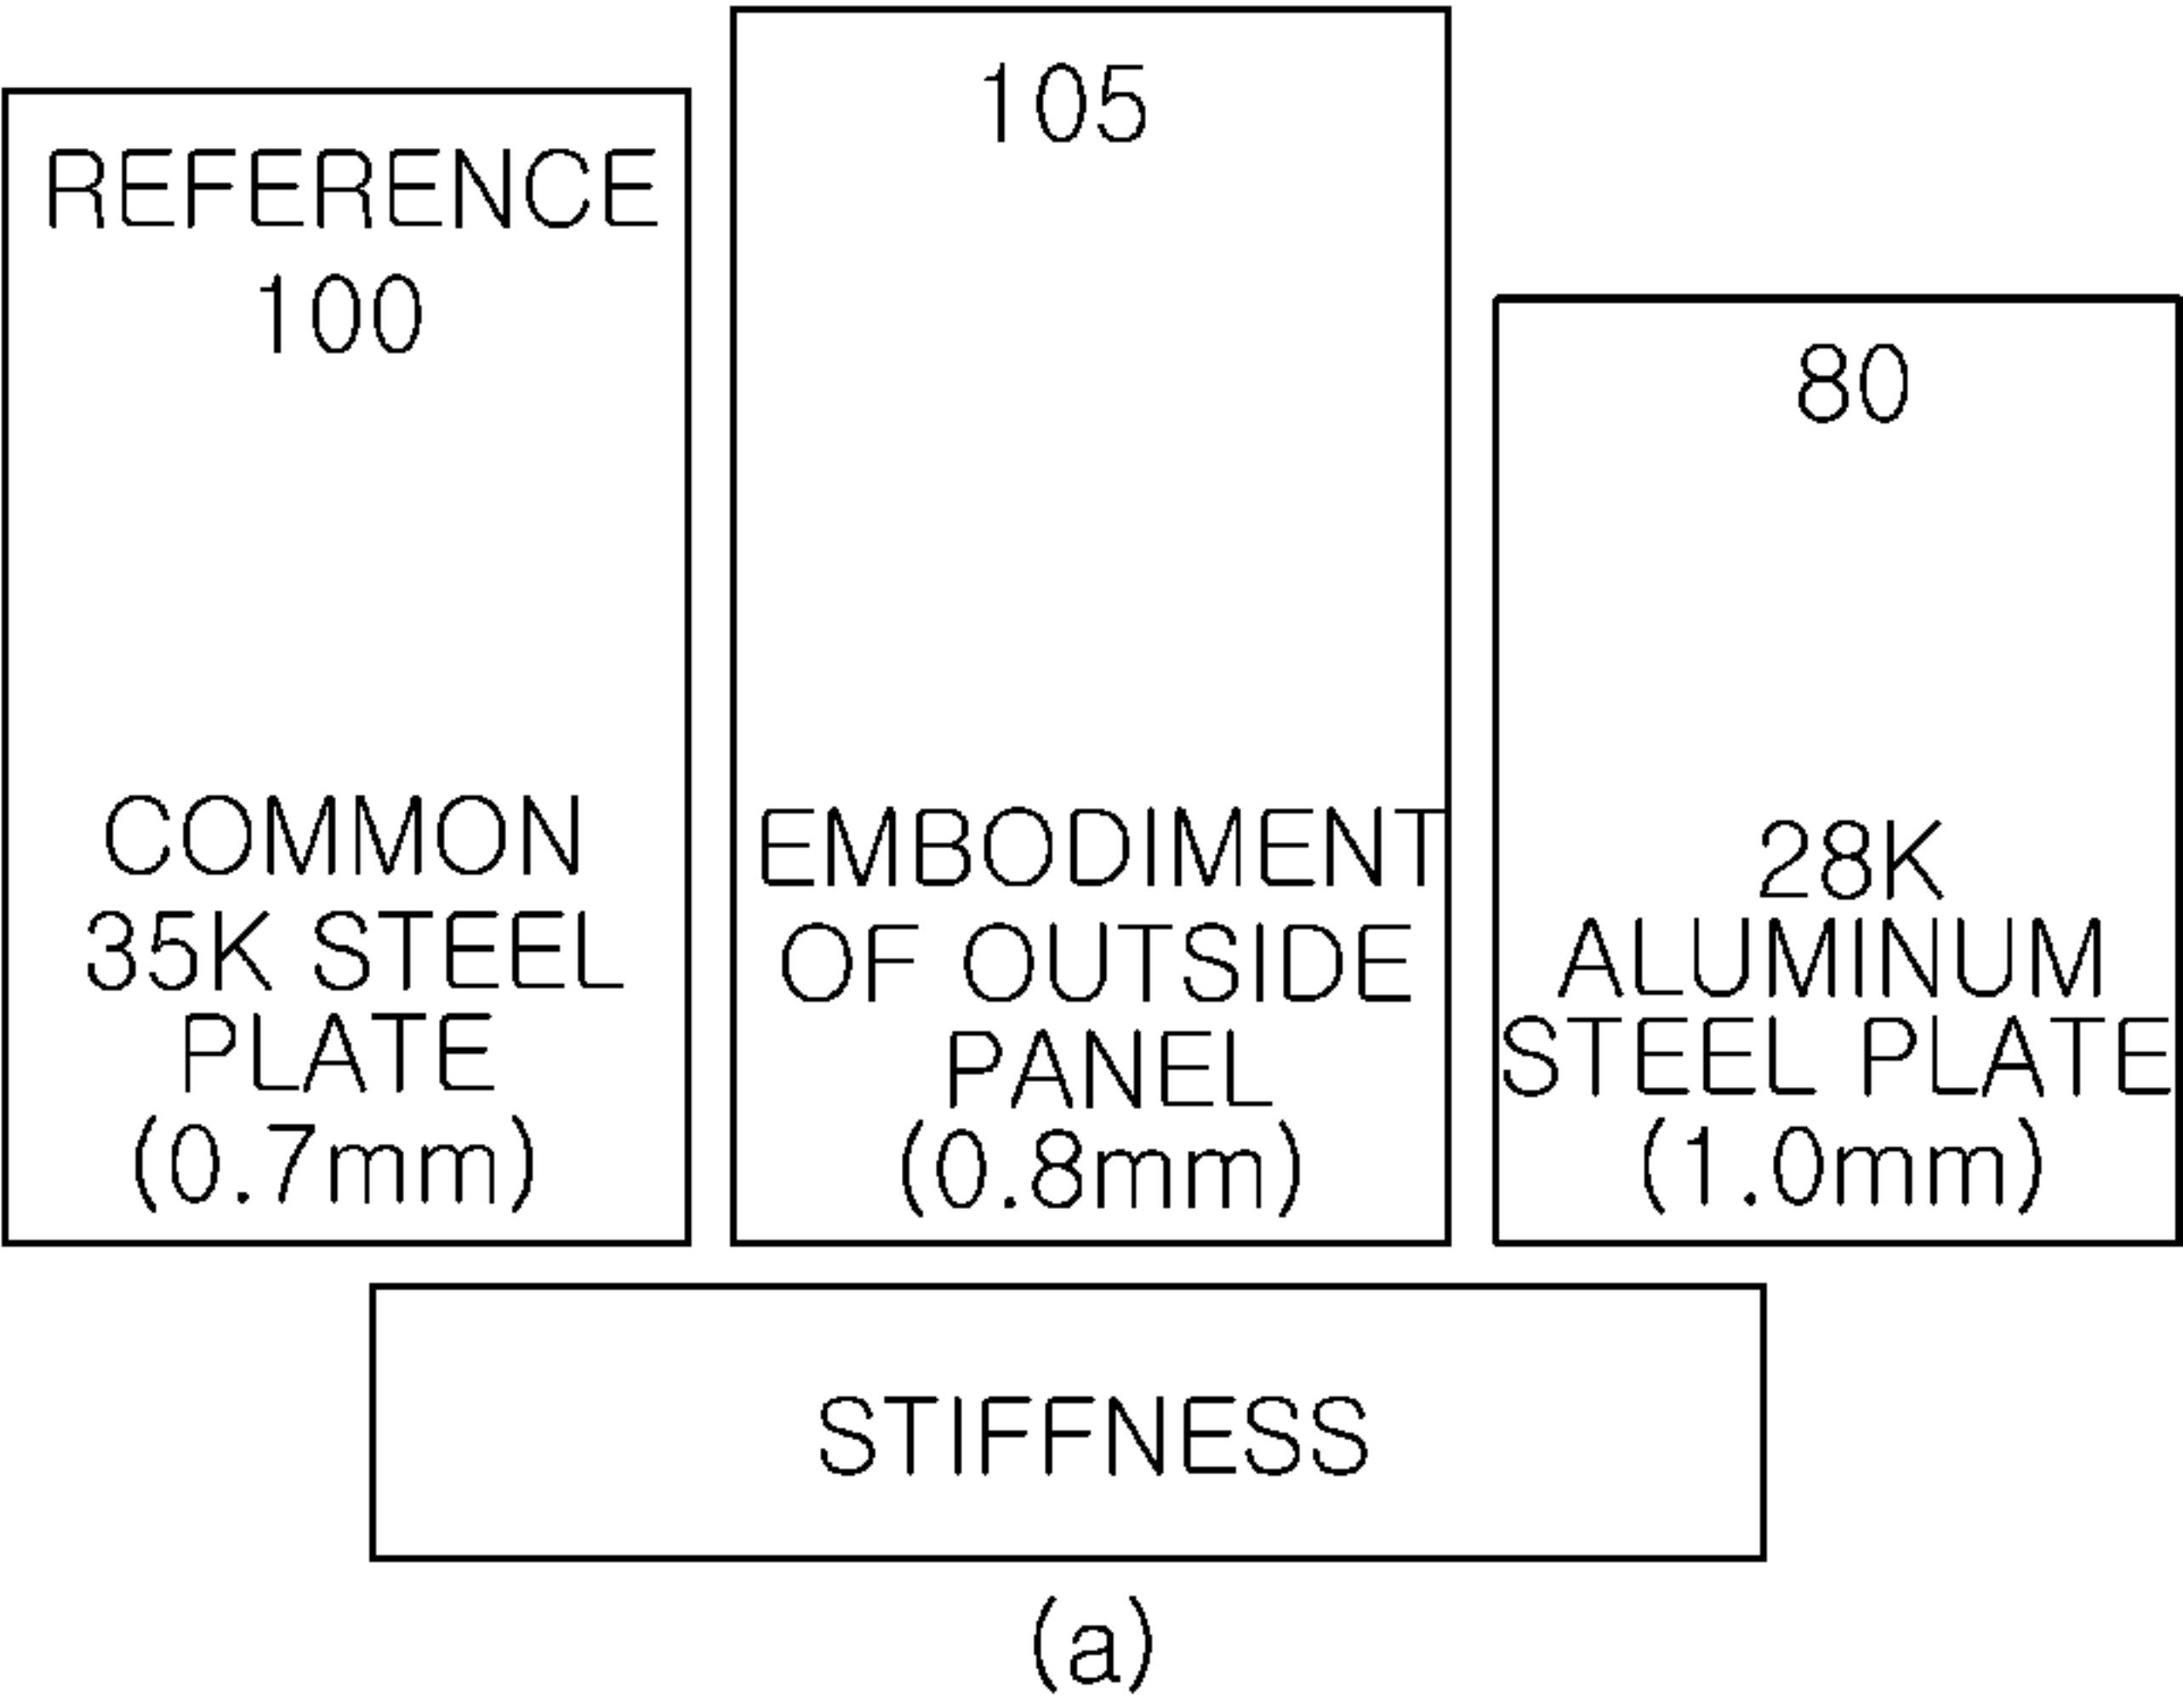 REFERENCE
100
COMMON
35K STEEL
PLATE
(0.7mm)
105
EMBODIMENT
OF OUTSIDE
PANEL
(0.8mm)
80
28K
ALUMINUM
STEEL PLATE
(1.0mm)
STIFFNESS
(a)